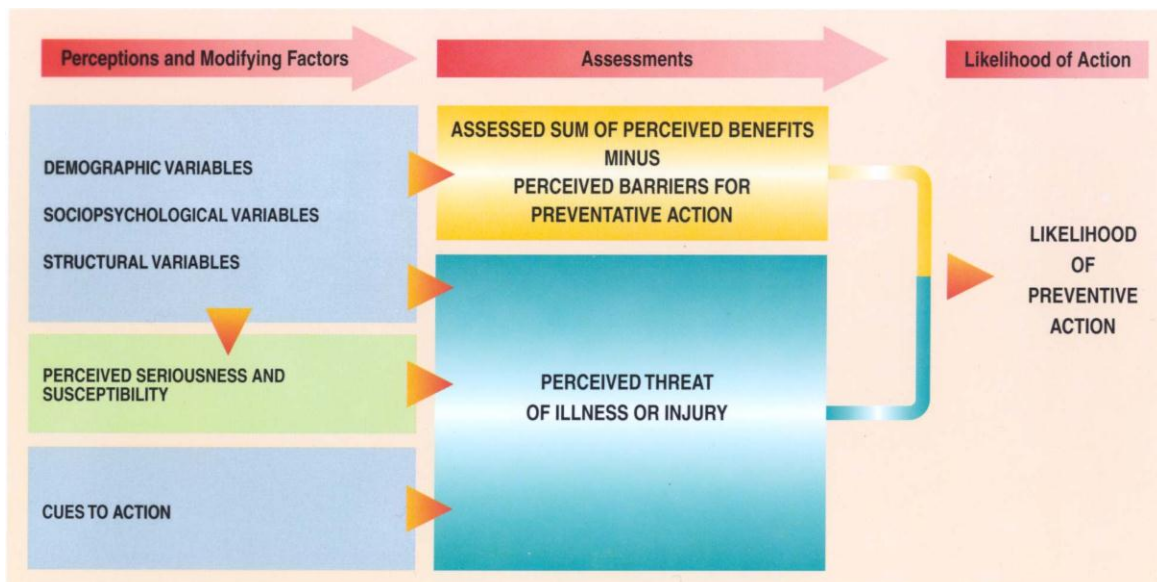 Perceptions and Modifying Factors
Assessments
Likelihood of Action
DEMOGRAPHIC VARIABLES
SOCIOPSYCHOLOGICAL VARIABLES
STRUCTURAL VARIABLES
PERCEIVED SERIOUSNESS AND
SUSCEPTIBILITY
CUES TO ACTION
ASSESSED SUM OF PERCEIVED BENEFITS
MINUS
PERCEIVED BARRIERS FOR
PREVENTATIVE ACTION
PERCEIVED THREAT
OF ILLNESS OR INJURY
LIKELIHOOD
OF
PREVENTIVE
ACTION